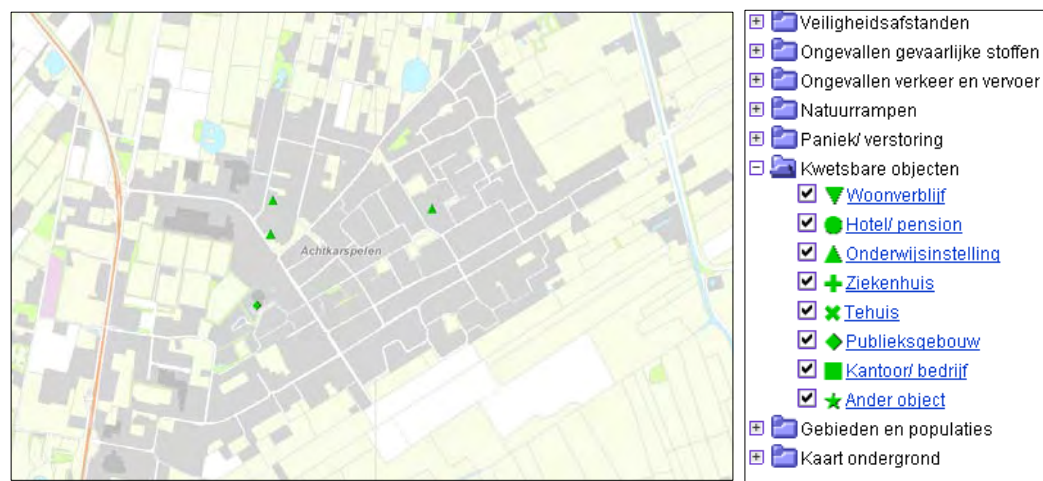 Achtkarspelen
Veiligheidsafstanden
Ongevallen gevaarlijke stoffen
Ongevallen verkeer en vervoer
Natuurrampen
Paniek/ verstoring
Kwetsbare objecten
Woonverblijf
Hotel/ pension
Onderwijsinstelling
Ziekenhuis
Tehuis
Publieksgebouw
Kantoor/ bedrijf
Ander object
Gebieden en populaties
Kaart ondergrond